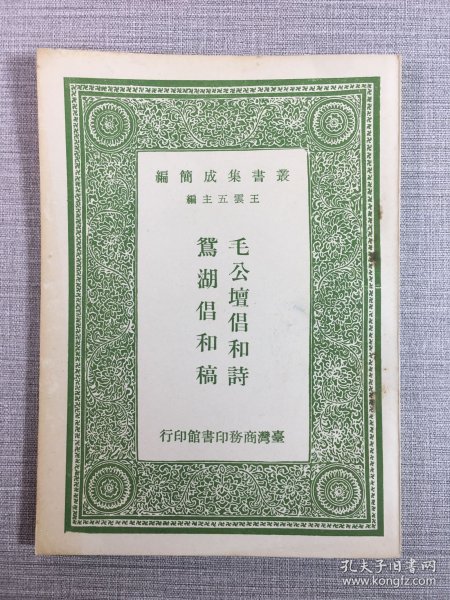 叢書集成簡編
王雲五主編
毛公壇倡和詩
鴛湖倡和稿
臺灣商務印書館印行
孔夫子旧书网
www.kongfz.com